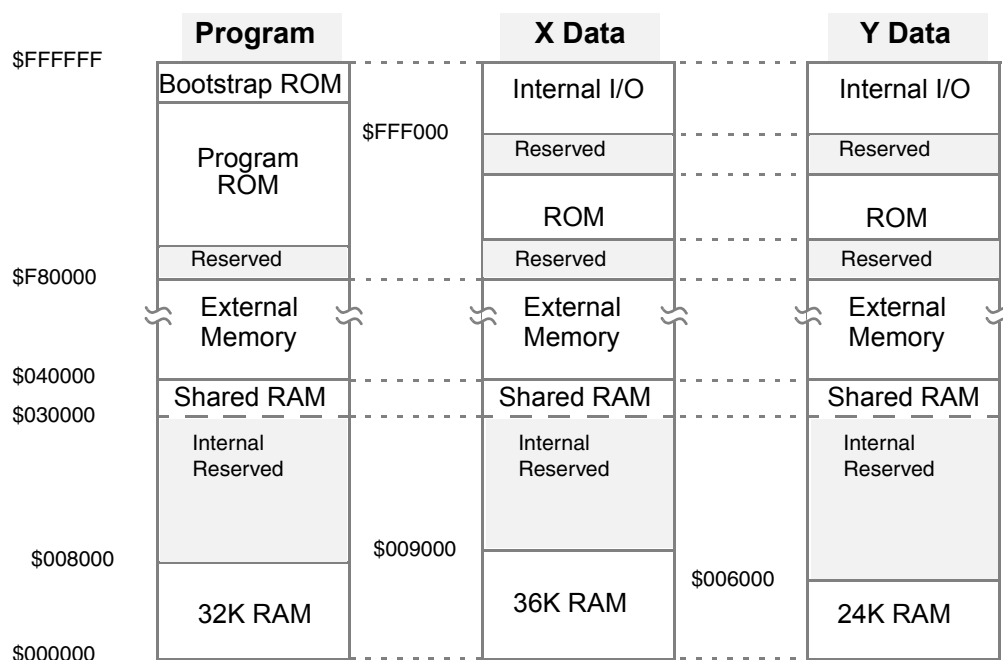 Program X Data Y Data
$FFFFFF
Bootstrap ROM Internal I/O Internal I/O
$FFF000
Reserved Reserved
Program
ROM
ROM ROM
Reserved Reserved Reserved
$F80000
External External External
Memory Memory Memory
$040000
Shared RAM Shared RAM Shared RAM
$030000
Internal Internal Internal
Reserved Reserved Reserved
$008000 $009000
$006000
32K RAM 36K RAM 24K RAM
$000000